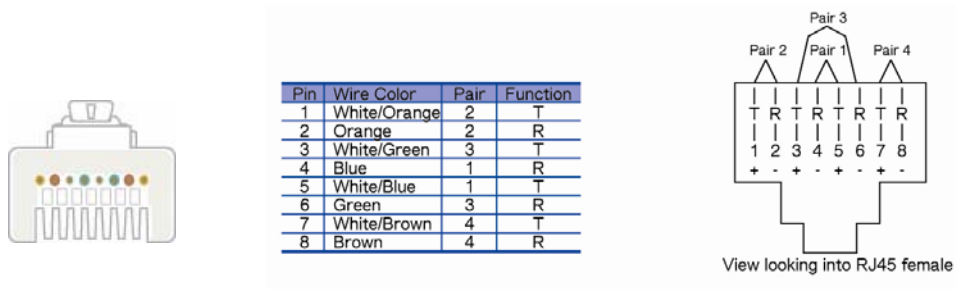 Pin Wire Color Pair Function
1 White/Orange 2 T
2 Orange 2 R
3 White/Green 3 T
4 Blue 1 R
5 White/Blue 1 T
6 Green 3 R
7 White/Brown 4 T
8 Brown 4 R
Pair 3
Pair 2 Pair 1 Pair 4
T R T R T R T R
1 2 3 4 5 6 7 8
+ - + - + - + -
View looking into RJ45 female